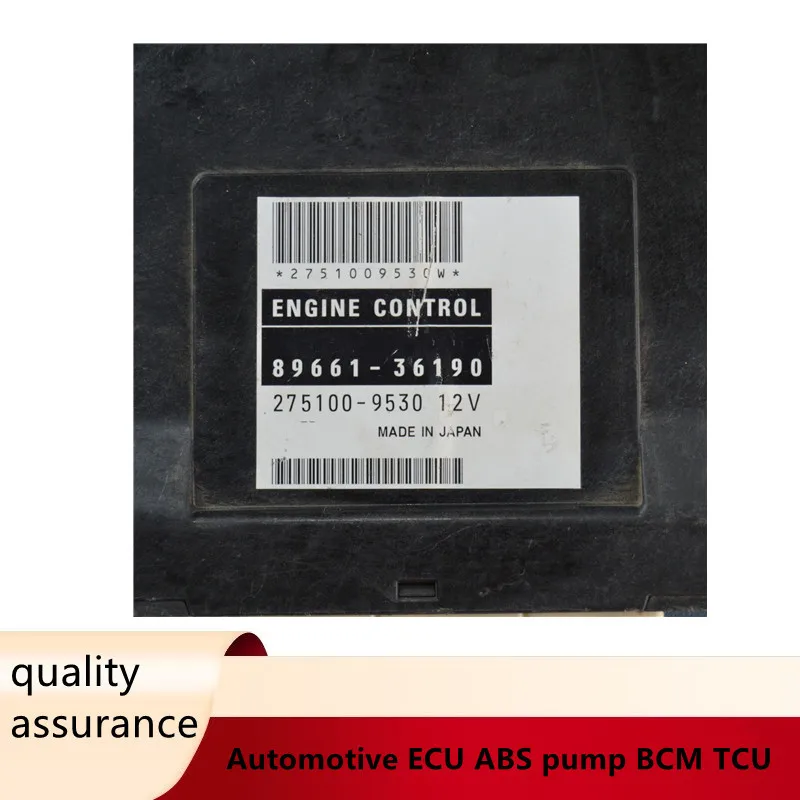 *2751009530W*
ENGINE CONTROL
89661-36190
275100-9530 12V
MADE IN JAPAN
quality
assurance
Automotive ECU ABS pump BCM TCU